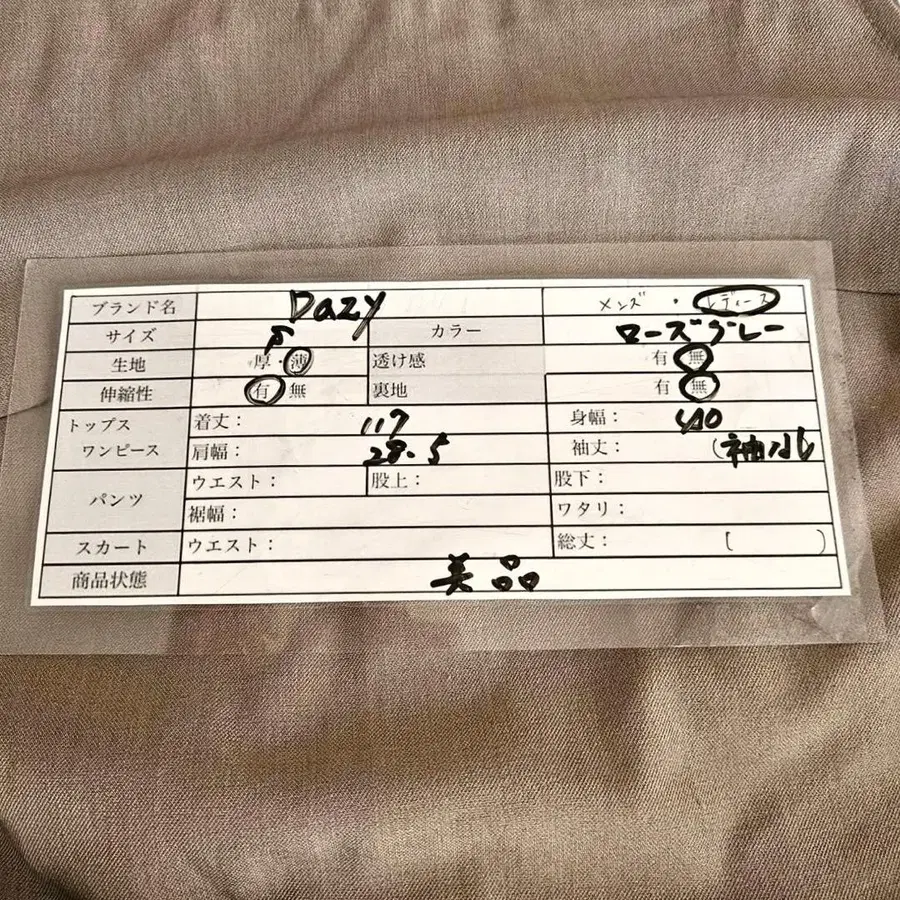 ブランド名 Dazy メンズ ・ レディース
サイズ カラー ローズグレー
生地 厚・薄 透け感 有 無
伸縮性 有 無 裏地 有 無
トップス 着丈: 117 身幅: 40
ワンピース 肩幅: 28.5 袖丈: (袖なし
パンツ ウエスト: 股上: 股下:
裾幅: ワタリ:
スカート ウエスト: 総丈: [ )
商品状態 美品